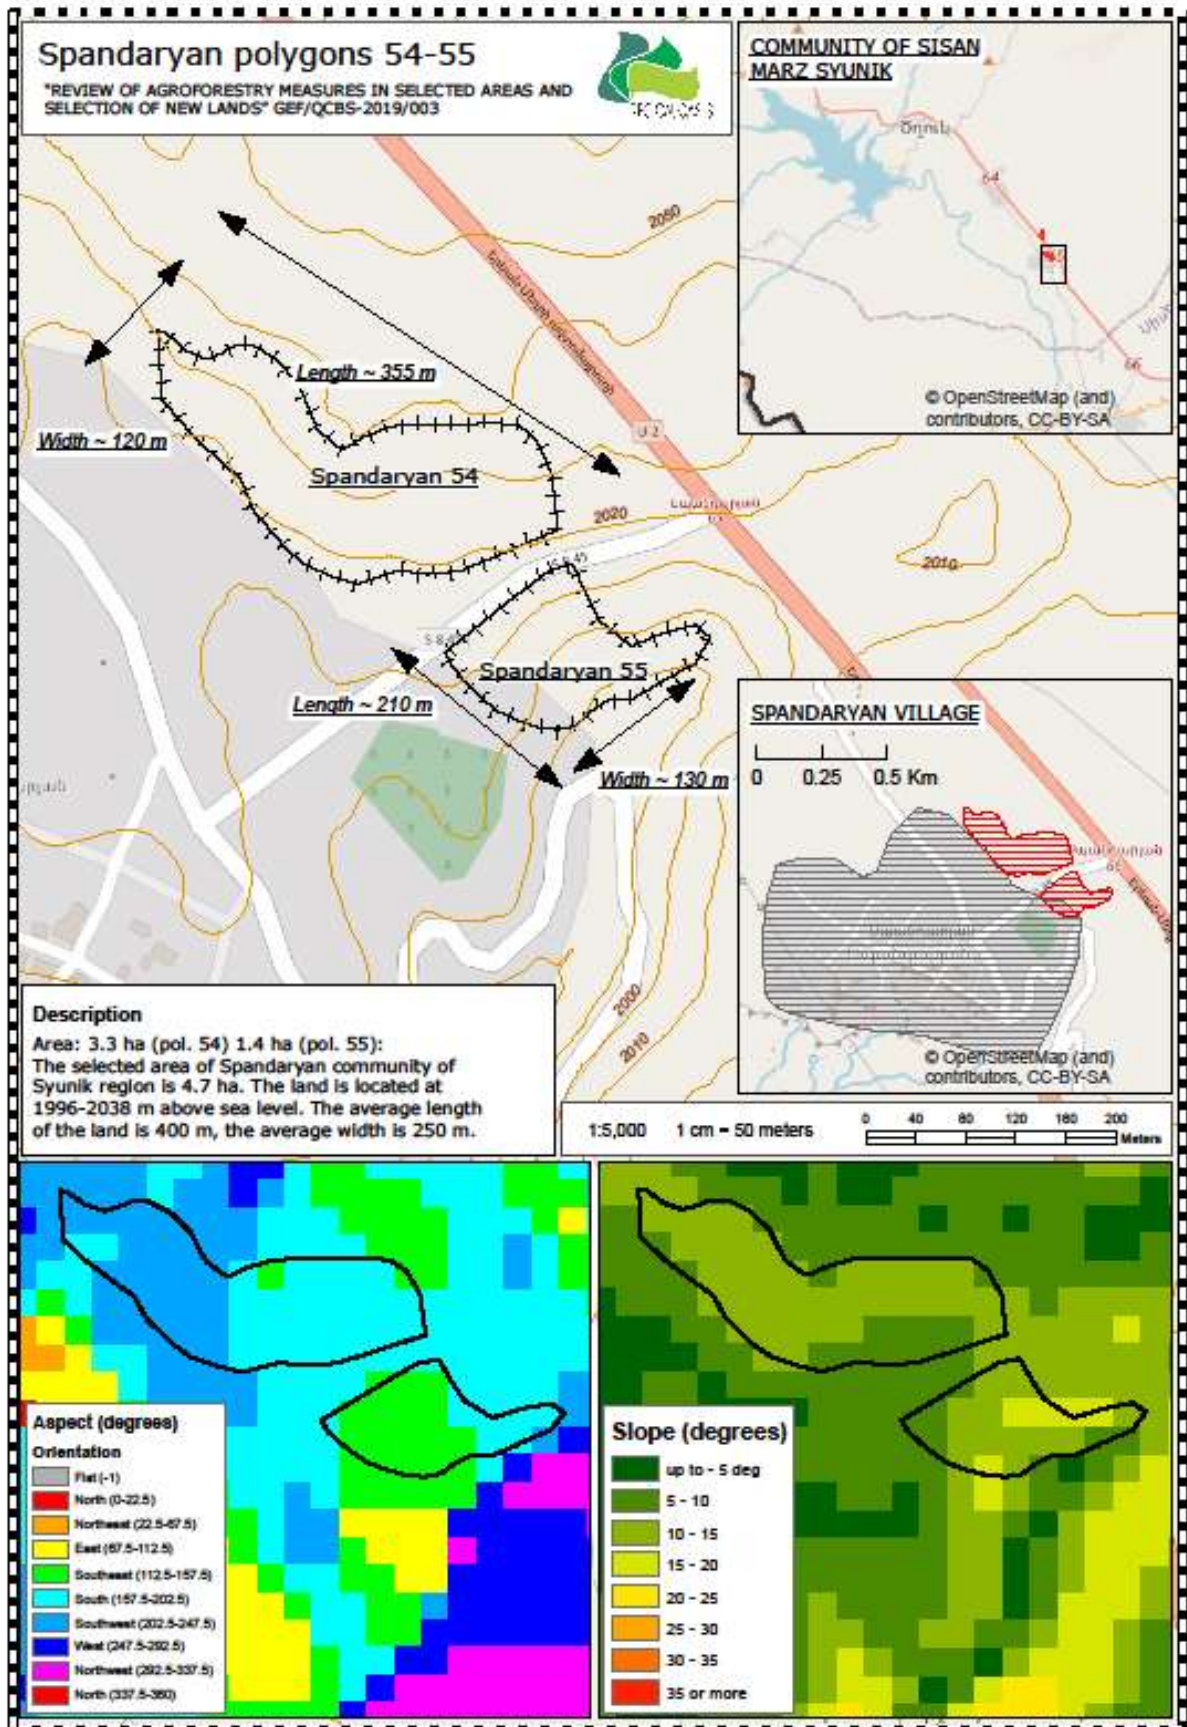 Spandaryan polygons 54-55
"REVIEW OF AGROFORESTRY MEASURES IN SELECTED AREAS AND
SELECTION OF NEW LANDS" GEF/QCBS-2019/003
COMMUNITY OF SISAN
MARZ SYUNIK
Ծղուկ
64
66
© OpenStreetMap (and)
contributors, CC-BY-SA
2060
Length ~ 355 m
Width ~ 120 m
U 2
Spandaryan 54
2020
2010
Spandaryan 55
Length ~ 210 m
Width ~ 130 m
SPANDARYAN VILLAGE
0 0.25 0.5 Km
© OpenStreetMap (and)
contributors, CC-BY-SA
2000
2010
Description
Area: 3.3 ha (pol. 54) 1.4 ha (pol. 55):
The selected area of Spandaryan community of
Syunik region is 4.7 ha. The land is located at
1996-2038 m above sea level. The average length
of the land is 400 m, the average width is 250 m.
1:5,000 1 cm = 50 meters
0 40 80 120 160 200
Meters
Aspect (degrees)
Orientation
Flat (-1)
North (0-22.5)
Northeast (22.5-67.5)
East (67.5-112.5)
Southeast (112.5-157.5)
South (157.5-202.5)
Southwest (202.5-247.5)
West (247.5-292.5)
Northwest (292.5-337.5)
North (337.5-360)
Slope (degrees)
up to - 5 deg
5 - 10
10 - 15
15 - 20
20 - 25
25 - 30
30 - 35
35 or more